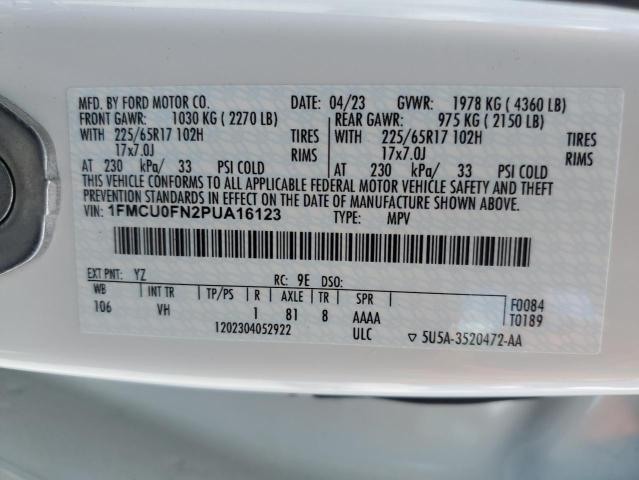 MFD. BY FORD MOTOR CO. DATE: 04/23 GVWR: 1978 KG ( 4360 LB)
FRONT GAWR: 1030 KG ( 2270 LB) REAR GAWR: 975 KG ( 2150 LB)
WITH 225/65R17 102H TIRES WITH 225/65R17 102H TIRES
17x7.0J RIMS 17x7.0J RIMS
AT 230 kPa/ 33 PSI COLD AT 230 kPa/ 33 PSI COLD
THIS VEHICLE CONFORMS TO ALL APPLICABLE FEDERAL MOTOR VEHICLE SAFETY AND THEFT
PREVENTION STANDARDS IN EFFECT ON THE DATE OF MANUFACTURE SHOWN ABOVE.
VIN: 1FMCU0FN2PUA16123 TYPE: MPV
EXT PNT: YZ RC: 9E DSO:
WB INT TR TP/PS R AXLE TR SPR F0084
106 VH 1 81 8 AAAA T0189
1202304052922 ULC ▽ 5U5A-3520472-AA